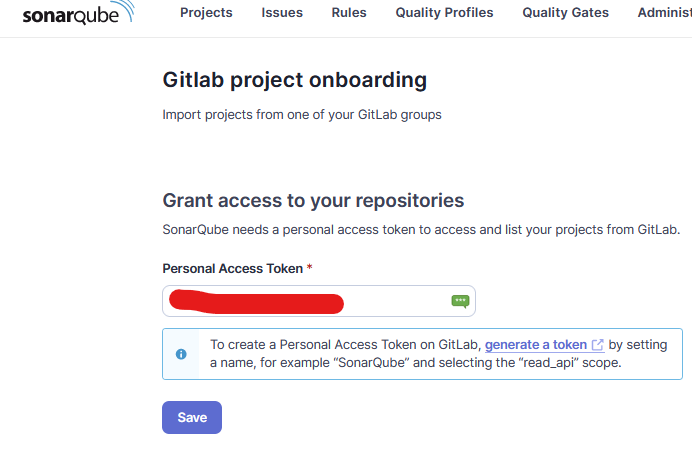 sonarqube Projects Issues Rules Quality Profiles Quality Gates Administ
Gitlab project onboarding
Import projects from one of your GitLab groups
Grant access to your repositories
SonarQube needs a personal access token to access and list your projects from GitLab.
Personal Access Token *
To create a Personal Access Token on GitLab, generate a token by setting
a name, for example “SonarQube” and selecting the “read_api” scope.
Save